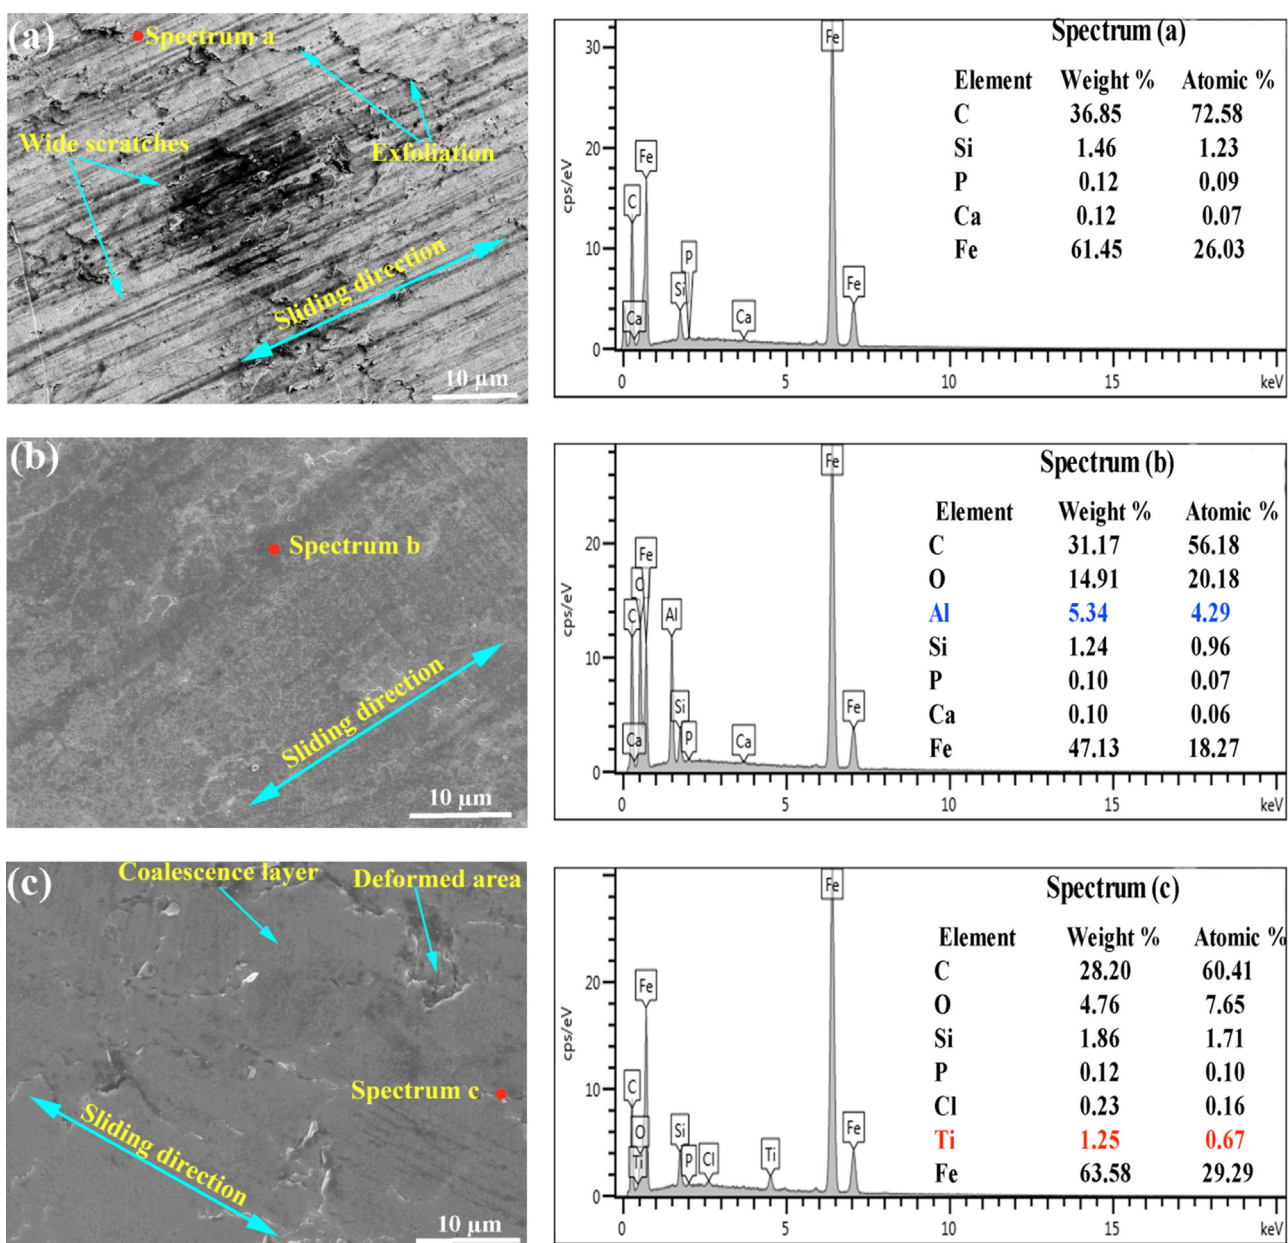 (a)
Spectrum a
Wide scratches
Exfoliation
Sliding direction
10 µm
Spectrum (a)
Element Weight % Atomic %
C 36.85 72.58
Si 1.46 1.23
P 0.12 0.09
Ca 0.12 0.07
Fe 61.45 26.03
cps/eV
30
20
10
0
Fe
Fe
C
P
Si
Ca
Ca
Fe
0 5 10 15 keV
(b)
Spectrum b
Sliding direction
10 µm
Spectrum (b)
Element Weight % Atomic %
C 31.17 56.18
O 14.91 20.18
Al 5.34 4.29
Si 1.24 0.96
P 0.10 0.07
Ca 0.10 0.06
Fe 47.13 18.27
cps/eV
20
10
0
Fe
Fe
C
Al
Si
P
Ca
Ca
Fe
0 5 10 15 keV
(c)
Coalescence layer
Deformed area
Spectrum c
Sliding direction
10 µm
Spectrum (c)
Element Weight % Atomic %
C 28.20 60.41
O 4.76 7.65
Si 1.86 1.71
P 0.12 0.10
Cl 0.23 0.16
Ti 1.25 0.67
Fe 63.58 29.29
cps/eV
20
10
0
Fe
Fe
C
O
Ti
Si
P
Cl
Ti
Fe
0 5 10 15 keV